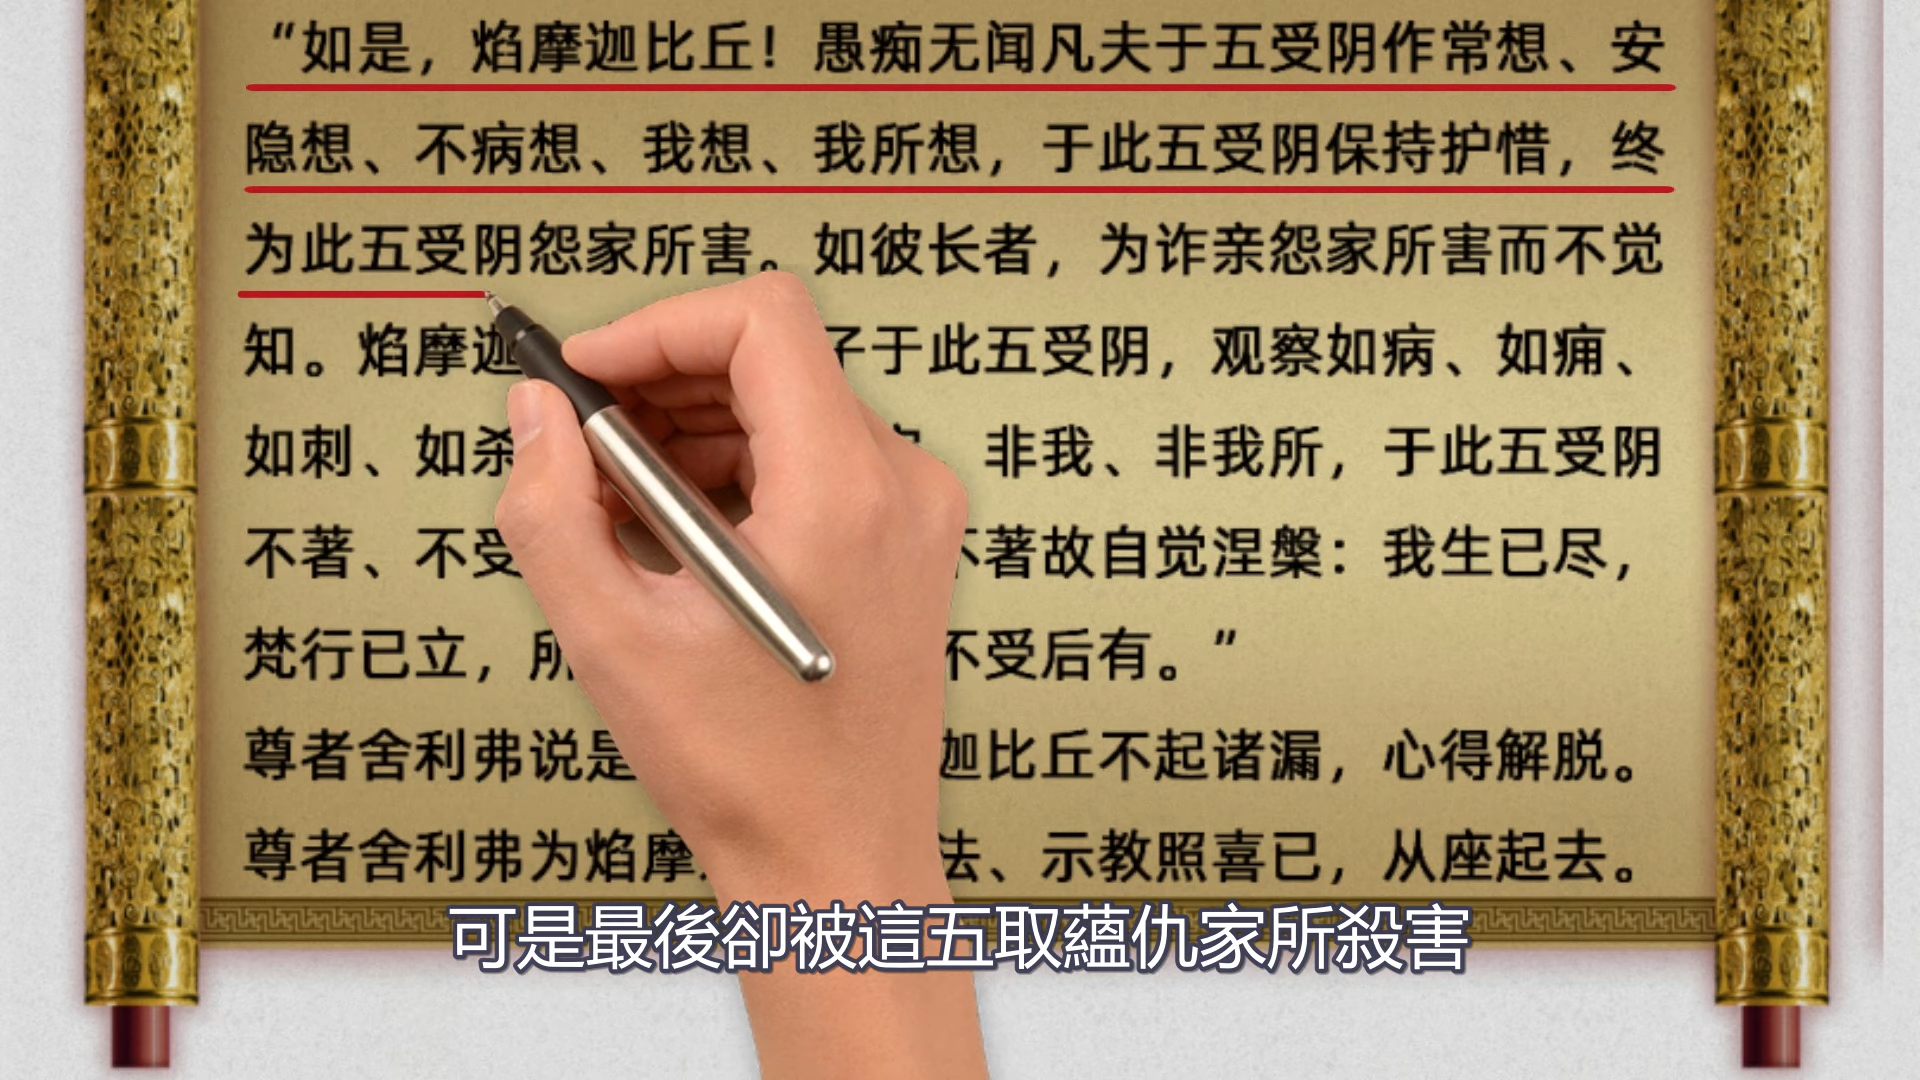 “如是，焰摩迦比丘！愚痴无闻凡夫于五受阴作常想、安
隐想、不病想、我想、我所想，于此五受阴保持护惜，终
为此五受阴怨家所害。如彼长者，为诈亲怨家所害而不觉
知。焰摩迦 子于此五受阴，观察如病、如痈、
如刺、如杀 非我、非我所，于此五受阴
不著、不受 不著故自觉涅槃：我生已尽，
梵行已立，所 不受后有。”
尊者舍利弗说是 迦比丘不起诸漏，心得解脱。
尊者舍利弗为焰摩 法、示教照喜已，从座起去。
可是最後卻被這五取蘊仇家所殺害